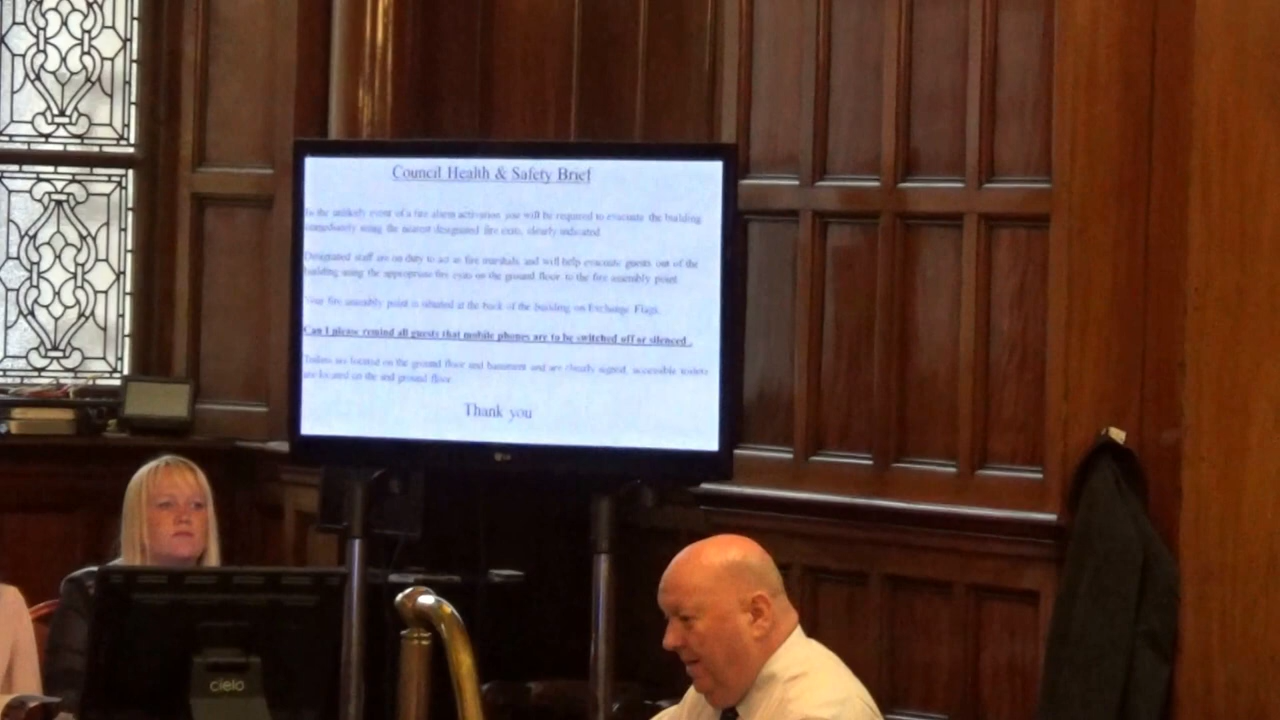 Council Health & Safety Brief
In the unlikely event of a fire alarm activation you will be required to evacuate the building
immediately using the nearest designated fire exits, clearly indicated
Designated staff are on duty to act as fire marshals and will help evacuate guests out of the
building using the appropriate fire exits on the ground floor to the fire assembly point.
Your fire assembly point is situated at the back of the building on Exchange Flags.
Can I please remind all guests that mobile phones are to be switched off or silenced .
Toilets are located on the ground floor and basement and are clearly signed, accessible toilets
are located on the and ground floor.
Thank you
LG
cielo